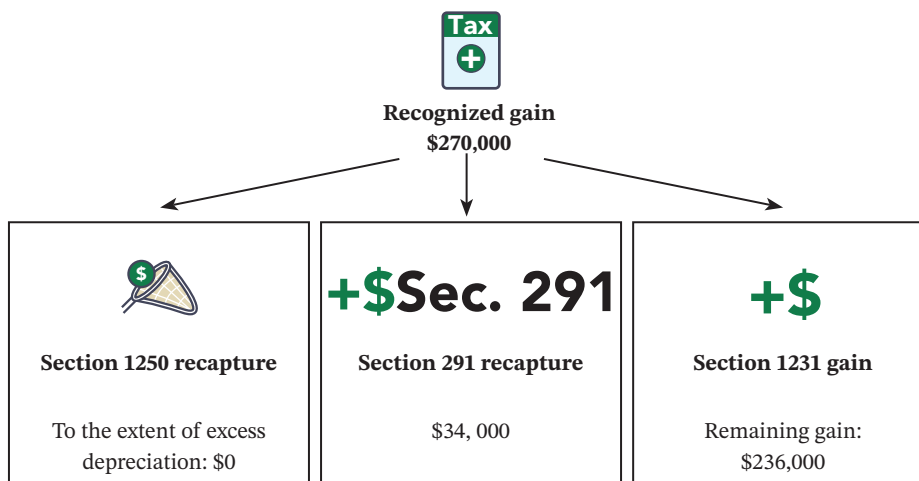 Tax
Recognized gain
$270,000
$
+$Sec. 291
+$
Section 1250 recapture
Section 291 recapture
Section 1231 gain
To the extent of excess
depreciation: $0
$34, 000
Remaining gain:
$236,000